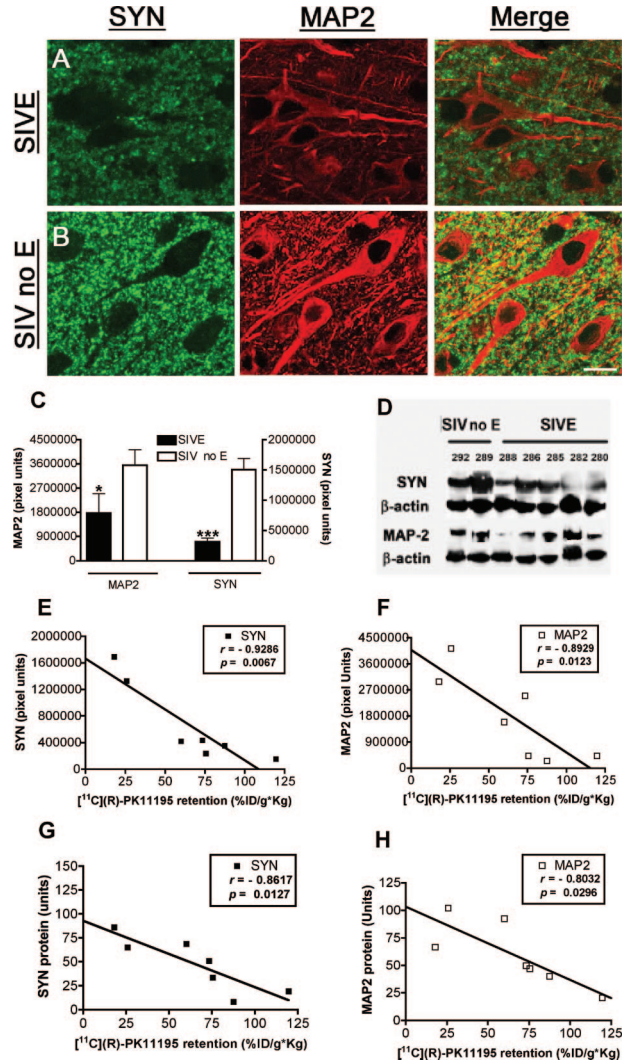 SYN MAP2 Merge
A
SIVE
B
SIV no E
C
4500000
3600000
2700000
1800000
900000
0
MAP2 (pixel units)
SIVE
SIV no E
2000000
1500000
1000000
500000
0
SYN (pixel units)
*
***
MAP2 SYN
D
SIV no E SIVE
292 289 288 286 285 282 280
SYN
β-actin
MAP-2
β-actin
E
2000000
1600000
1200000
800000
400000
0
SYN (pixel units)
SYN
r = - 0.9286
p = 0.0067
0 25 50 75 100 125
[¹¹C](R)-PK11195 retention (%ID/g*Kg)
F
4500000
3600000
2700000
1800000
900000
0
MAP2 (pixel Units)
MAP2
r = - 0.8929
p = 0.0123
0 25 50 75 100 125
[¹¹C](R)-PK11195 retention (%ID/g*Kg)
G
150
125
100
75
50
25
0
SYN protein (units)
SYN
r = - 0.8617
p = 0.0127
0 25 50 75 100 125
[¹¹C](R)-PK11195 retention (%ID/g*Kg)
H
125
100
75
50
25
0
MAP2 protein (Units)
MAP2
r = - 0.8032
p = 0.0296
0 25 50 75 100 125
[¹¹C](R)-PK11195 retention (%ID/g*Kg)